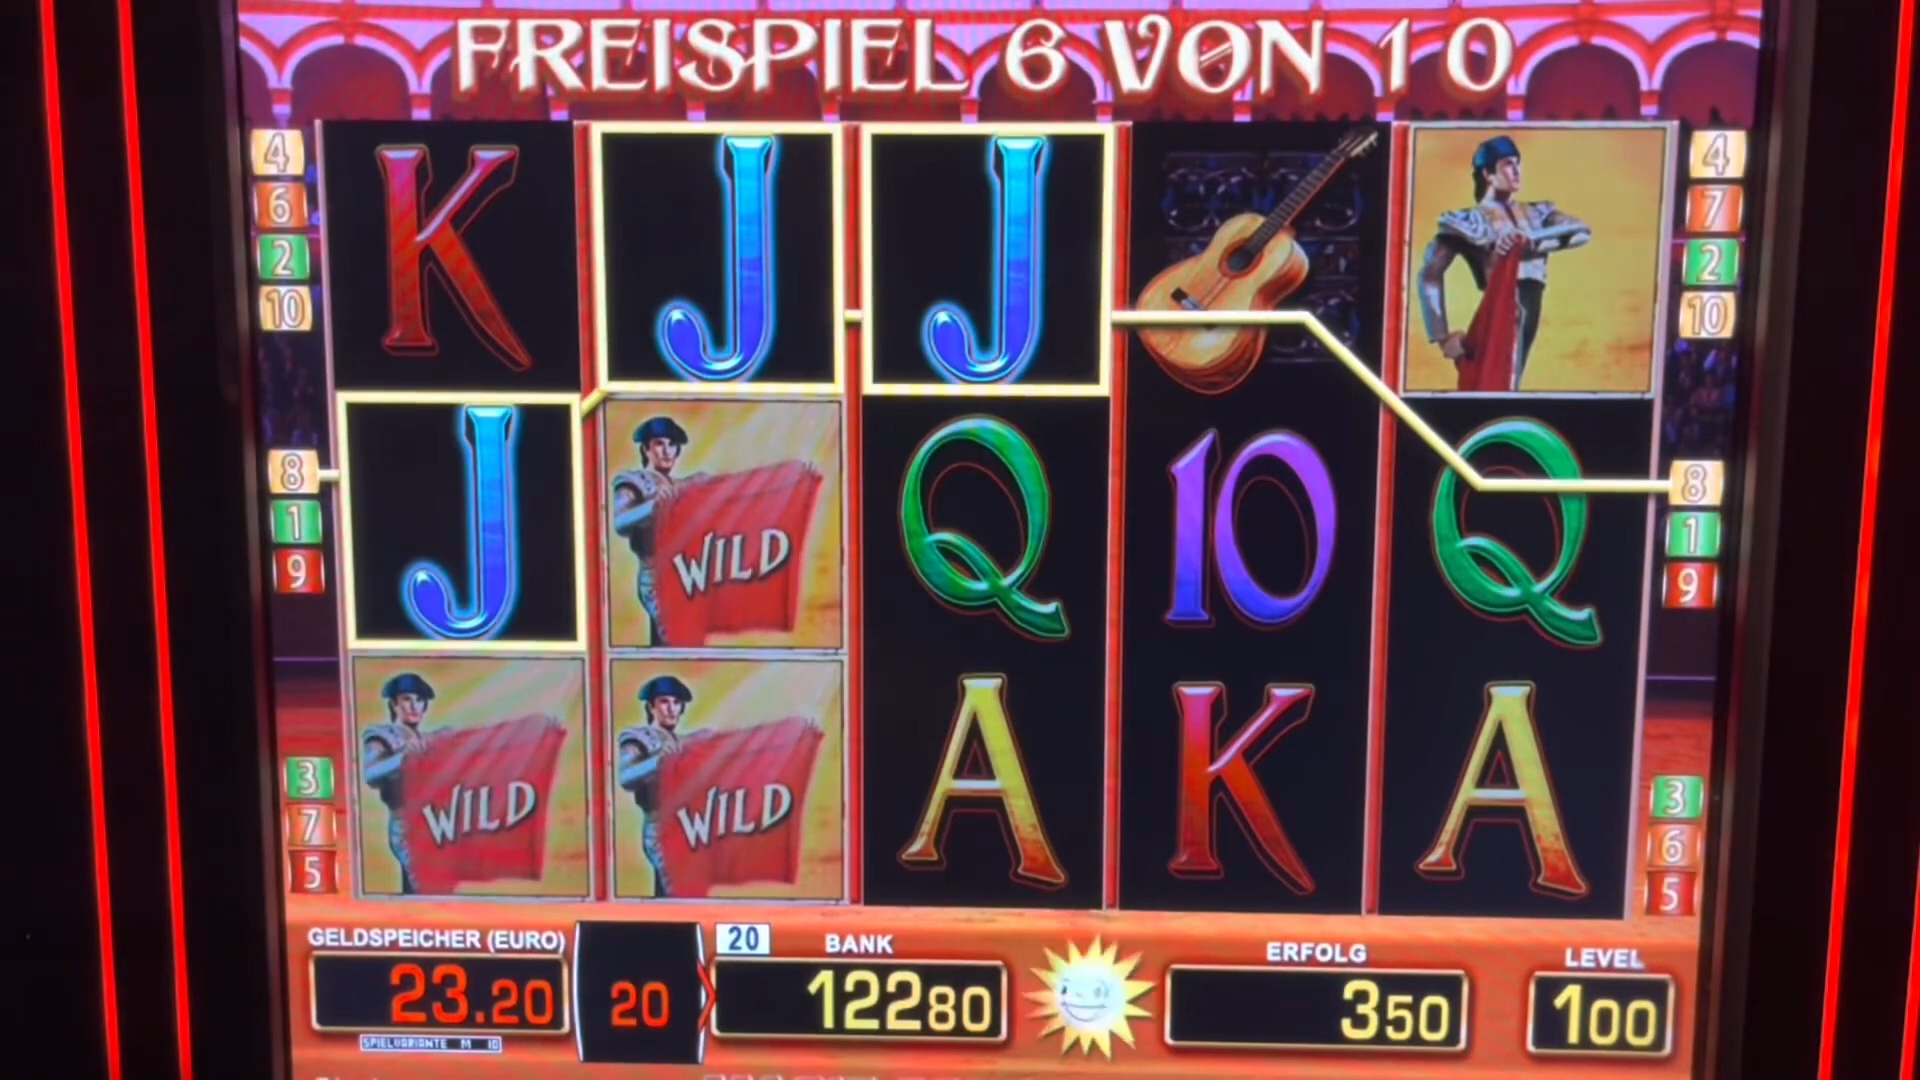 FREISPIEL 6 VON 10
4 K J J 4
6 7
2 2
10 10
8 J WILD Q 10 Q 8
1 1
9 9
3 WILD WILD A K A 3
7 6
5 5
GELDSPEICHER (EURO) 20 BANK ERFOLG LEVEL
23.20 20 12280 350 100
SPIELVARIANTE M 10